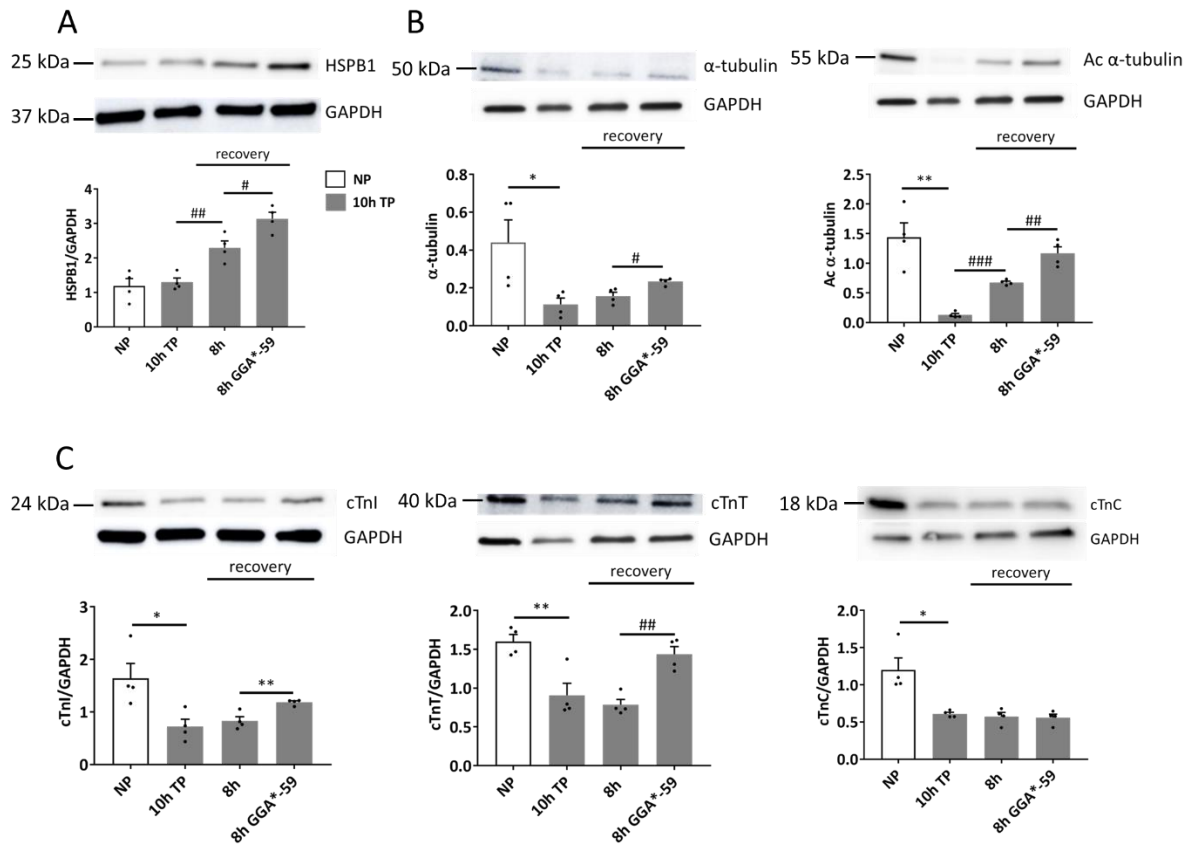 A
25 kDa
HSPB1
37 kDa
GAPDH
recovery
##
#
HSPB1/GAPDH
4
3
2
1
0
NP
10h TP
8h
8h GGA*-59
NP
10h TP
B
50 kDa
α-tubulin
GAPDH
recovery
*
#
α-tubulin
0.8
0.6
0.4
0.2
0.0
NP
10h TP
8h
8h GGA*-59
55 kDa
Ac α-tubulin
GAPDH
recovery
**
###
##
Ac α-tubulin
2.5
2.0
1.5
1.0
0.5
0.0
NP
10h TP
8h
8h GGA*-59
C
24 kDa
cTnI
GAPDH
recovery
*
**
cTnI/GAPDH
3
2
1
0
NP
10h TP
8h
8h GGA*-59
40 kDa
cTnT
GAPDH
recovery
**
##
cTnT/GAPDH
2.0
1.5
1.0
0.5
0.0
NP
10h TP
8h
8h GGA*-59
18 kDa
cTnC
GAPDH
recovery
*
cTnC/GAPDH
2.0
1.5
1.0
0.5
0.0
NP
10h TP
8h
8h GGA*-59